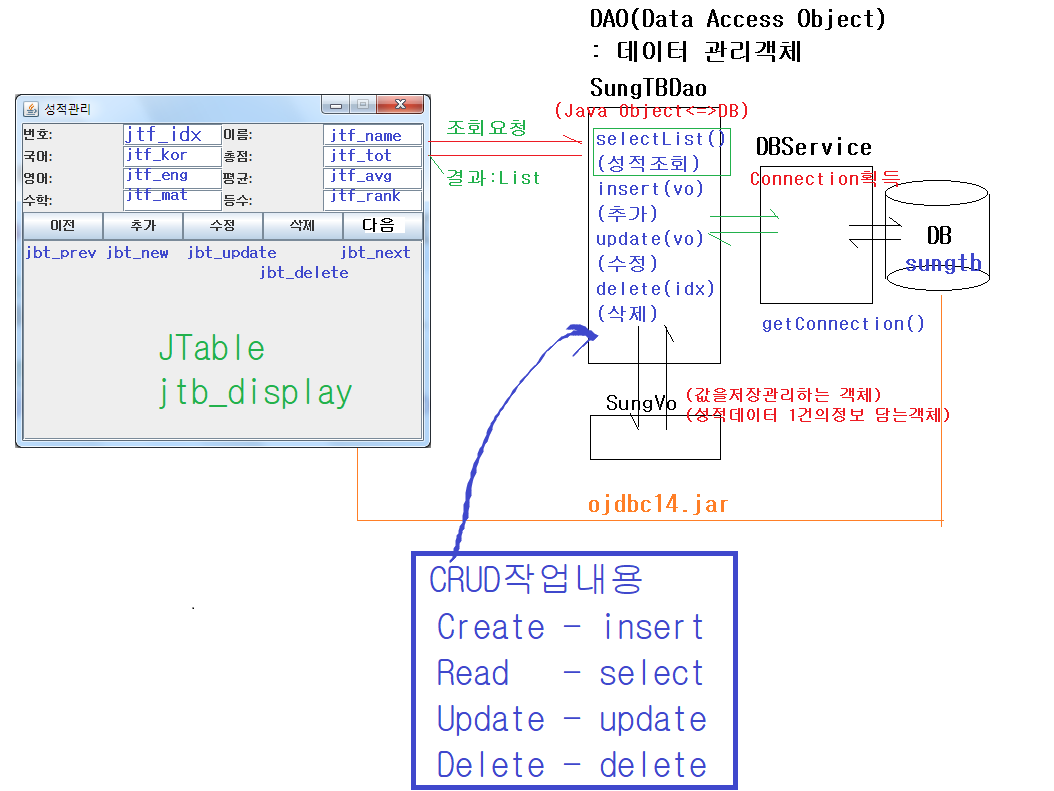 DAO(Data Access Object)
: 데이터 관리객체
SungTBDao
(Java Object<=>DB)
성적관리
번호: jtf_idx 이름: jtf_name
국어: jtf_kor 총점: jtf_tot
영어: jtf_eng 평균: jtf_avg
수학: jtf_mat 등수: jtf_rank
이전 추가 수정 삭제 다음
jbt_prev jbt_new jbt_update jbt_next
jbt_delete
JTable
jtb_display
조회요청
결과:List
selectList()
(성적조회)
insert(vo)
(추가)
update(vo)
(수정)
delete(idx)
(삭제)
DBService
Connection획득
getConnection()
DB
sungtb
SungVo
(값을저장관리하는 객체)
(성적데이터 1건의정보 담는객체)
ojdbc14.jar
CRUD작업내용
Create - insert
Read - select
Update - update
Delete - delete